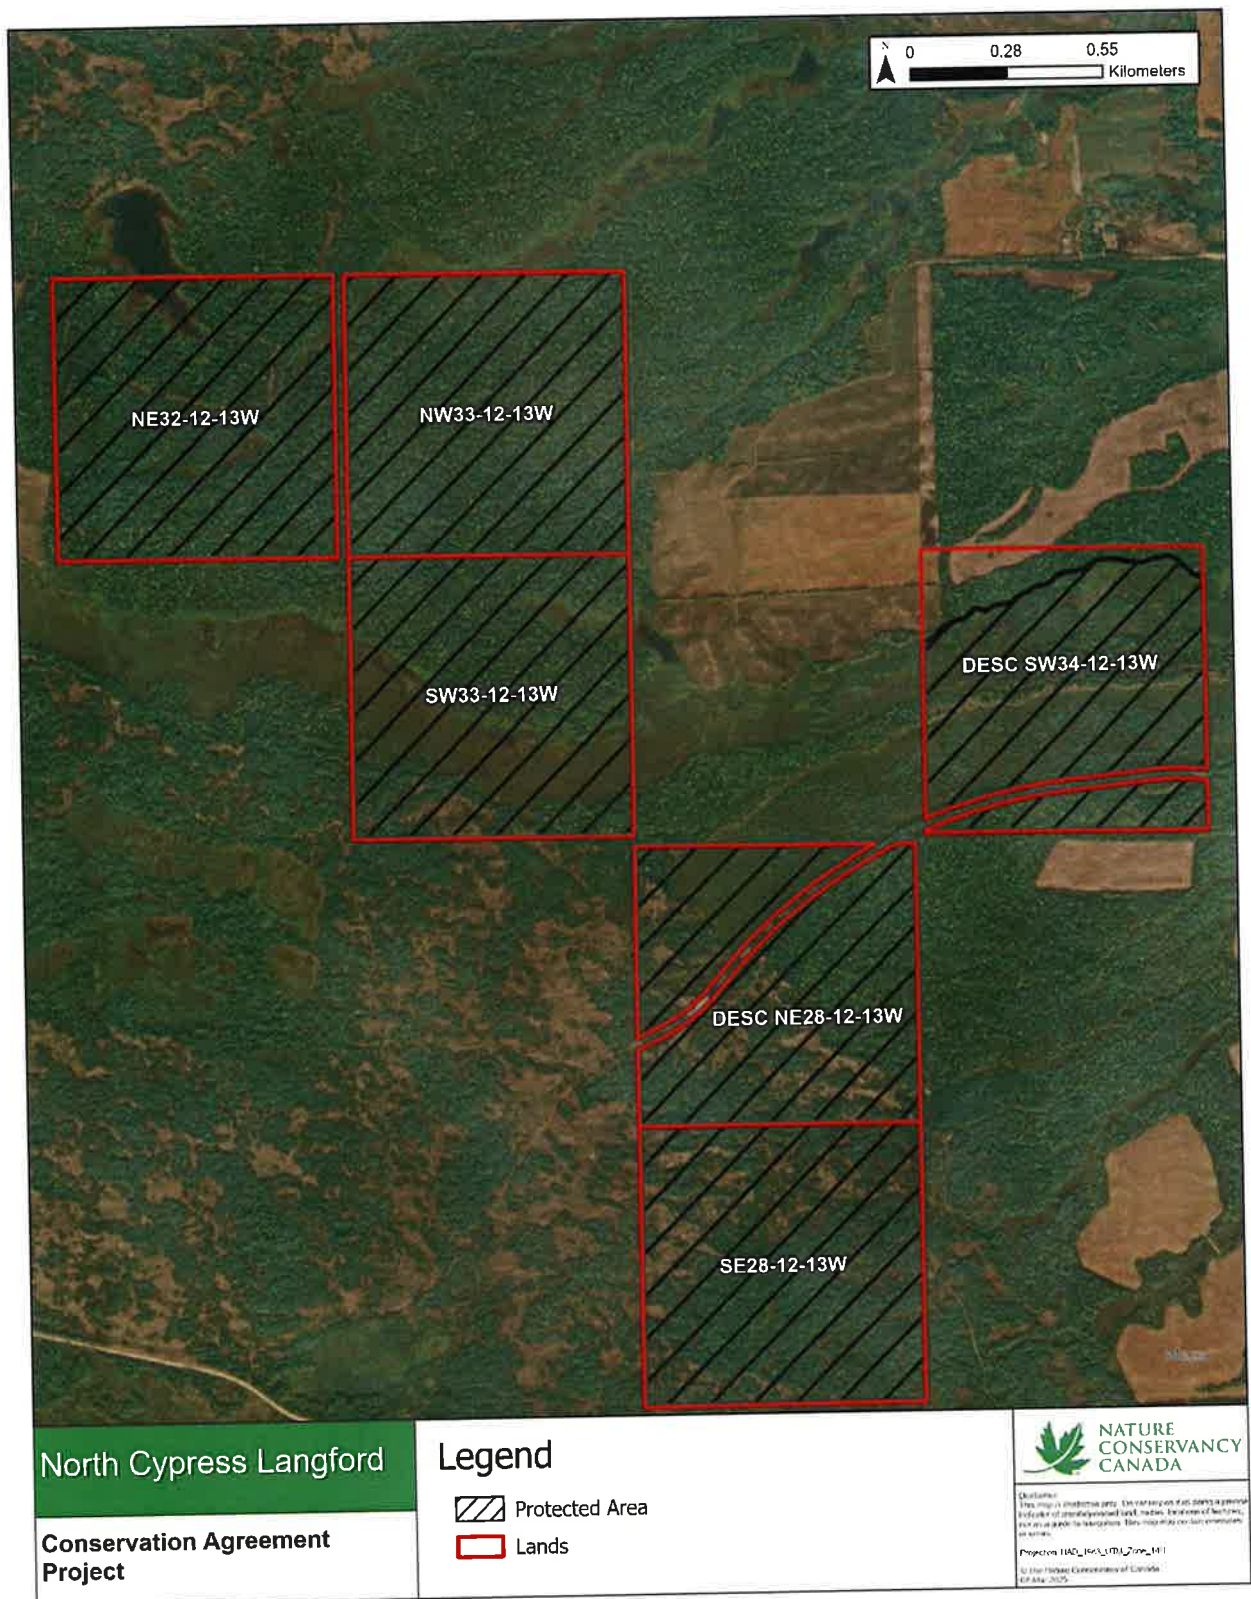 N
0 0.28 0.55
Kilometers
NE32-12-13W
NW33-12-13W
SW33-12-13W
DESC SW34-12-13W
DESC NE28-12-13W
SE28-12-13W
North Cypress Langford
Conservation Agreement
Project
Legend
Protected Area
Lands
NATURE
CONSERVANCY
CANADA
Disclaimer